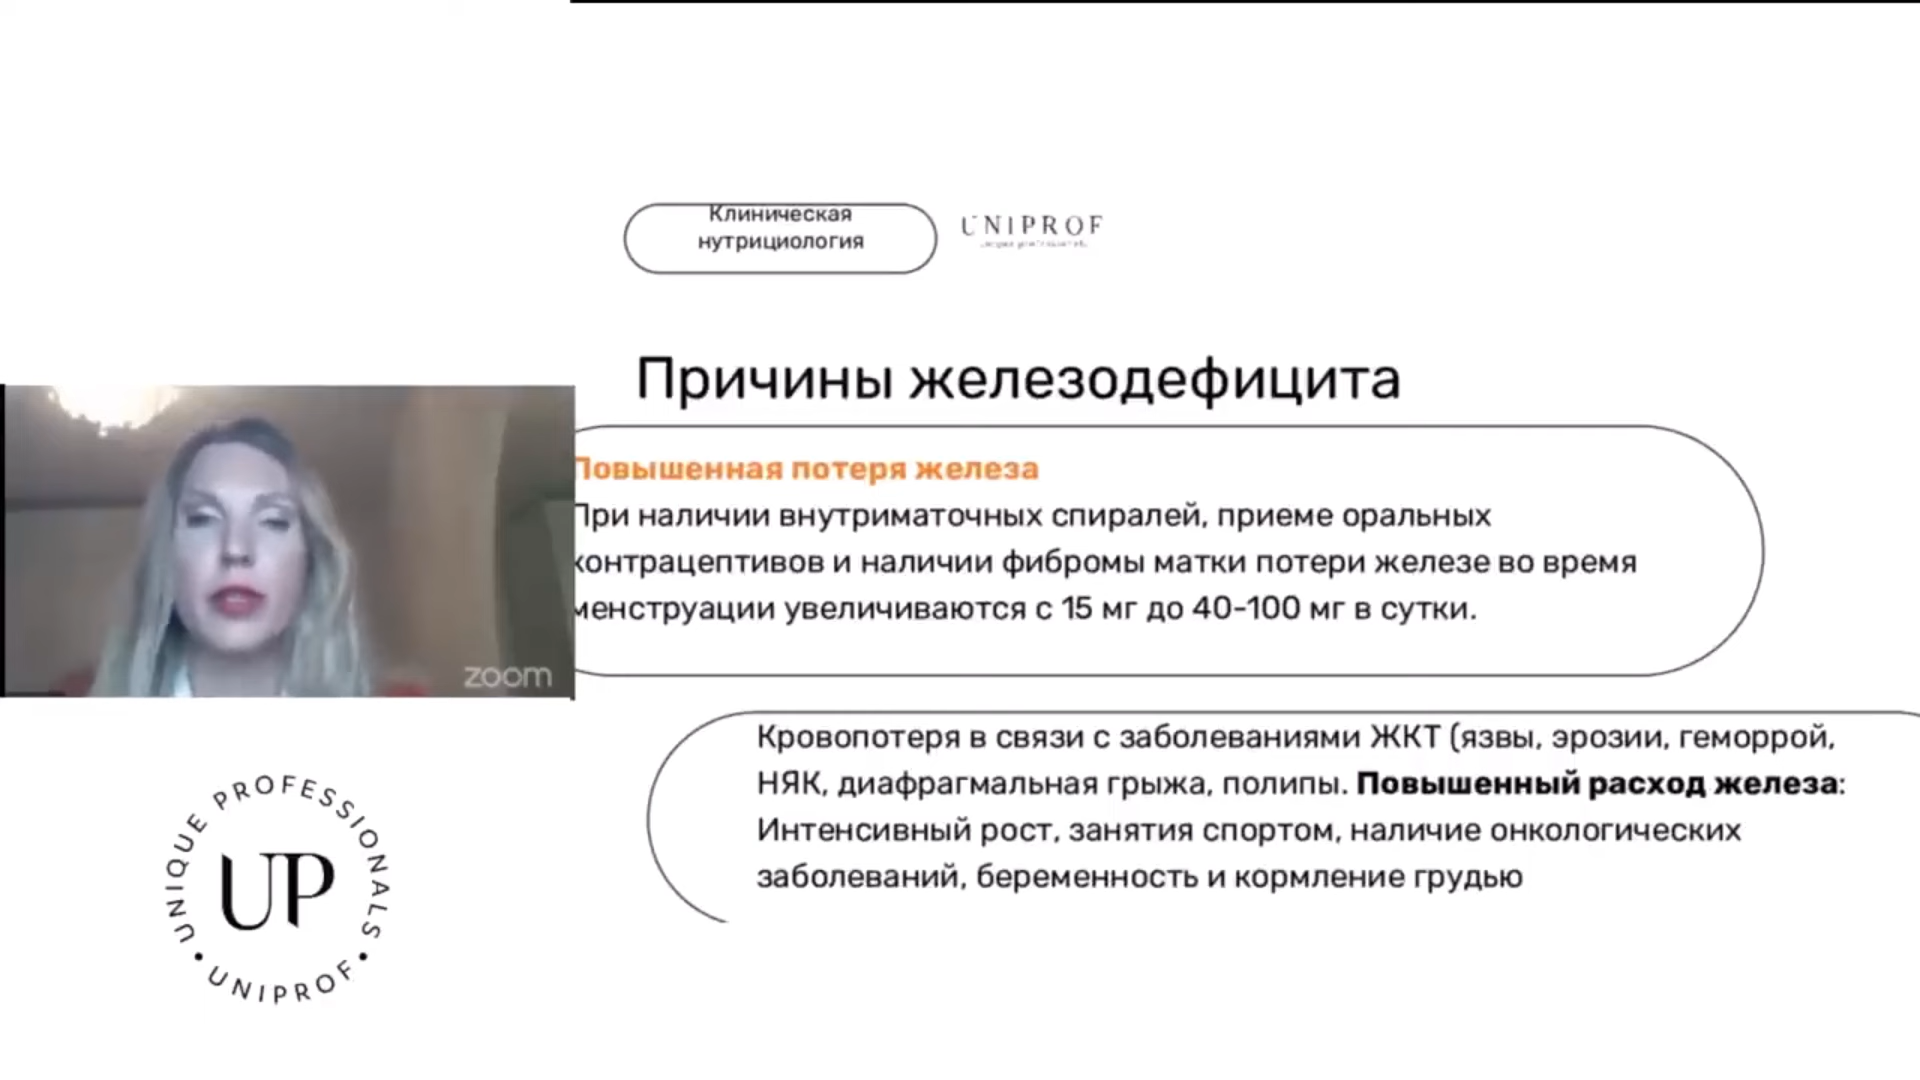 Клиническая
нутрициология
UNIPROF
Причины железодефицита
Повышенная потеря железа
При наличии внутриматочных спиралей, приеме оральных
контрацептивов и наличии фибромы матки потери железе во время
менструации увеличиваются с 15 мг до 40-100 мг в сутки.
zoom
Кровопотеря в связи с заболеваниями ЖКТ (язвы, эрозии, геморрой,
НЯК, диафрагмальная грыжа, полипы. Повышенный расход железа:
Интенсивный рост, занятия спортом, наличие онкологических
заболеваний, беременность и кормление грудью
UNIQUE PROFESSIONALS
UP
• UNIPROF •